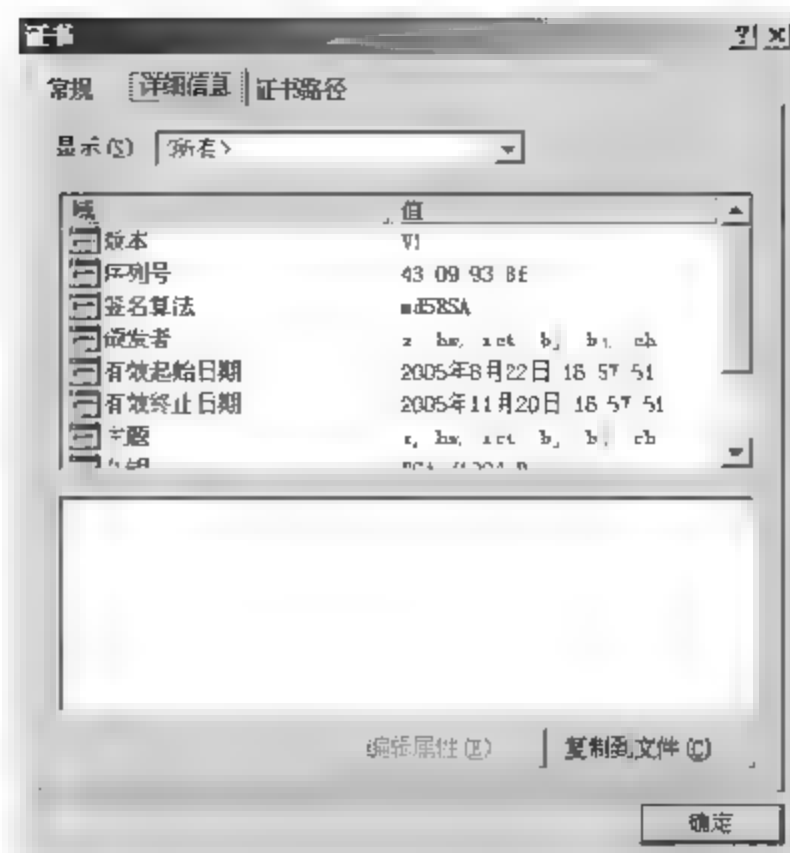 证书
常规 详细信息 证书路径
显示(S) <所有>
域 值
版本 V1
序列号
签名算法 md5RSA
颁发者
有效起始日期 2005年8月22日 18 57 51
有效终止日期 2005年11月20日 18 57 51
主题
编辑属性(E) 复制到文件(C)
确定